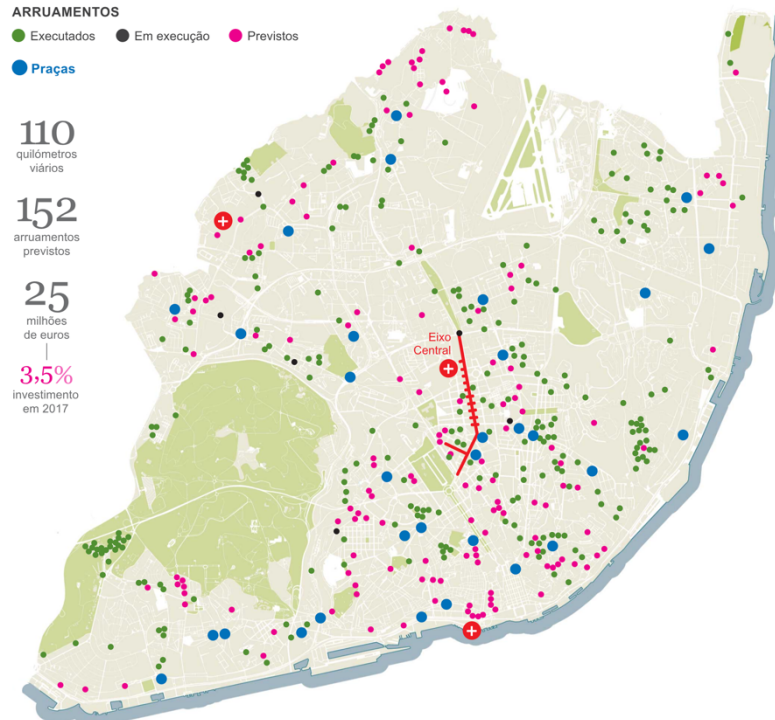 ARRUAMENTOS
Executados
Em execução
Previstos
Praças
110
quilómetros
viários
152
arruamentos
previstos
25
milhões
de euros
3,5%
investimento
em 2017
Eixo
Central